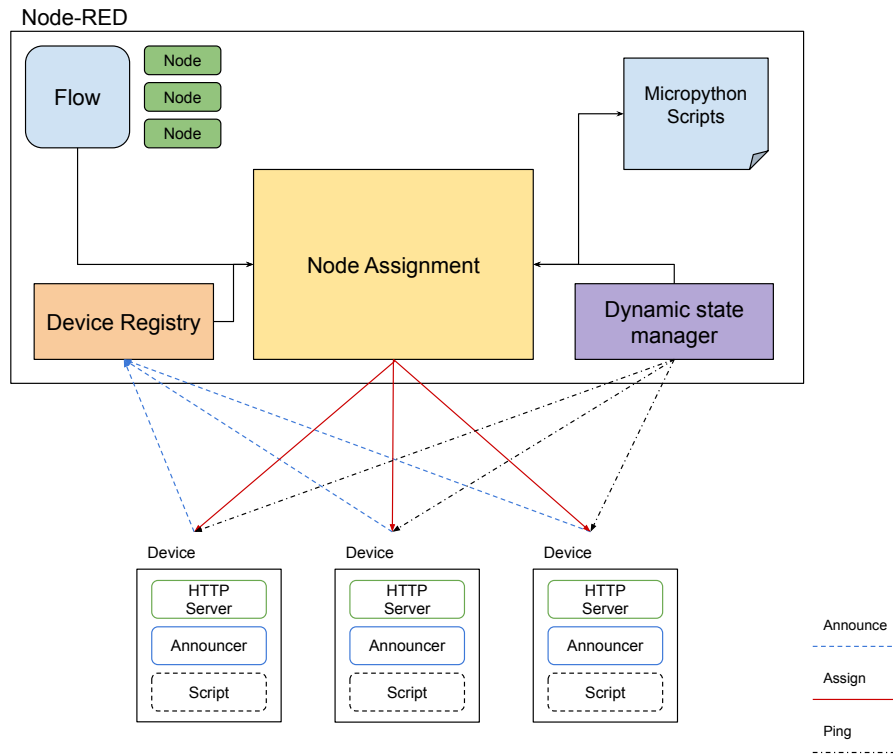 Node-RED
Flow
Node
Node
Node
Micropython
Scripts
Node Assignment
Device Registry
Dynamic state
manager
Device
Device
Device
HTTP
Server
Announcer
Script
HTTP
Server
Announcer
Script
HTTP
Server
Announcer
Script
Announce
Assign
Ping